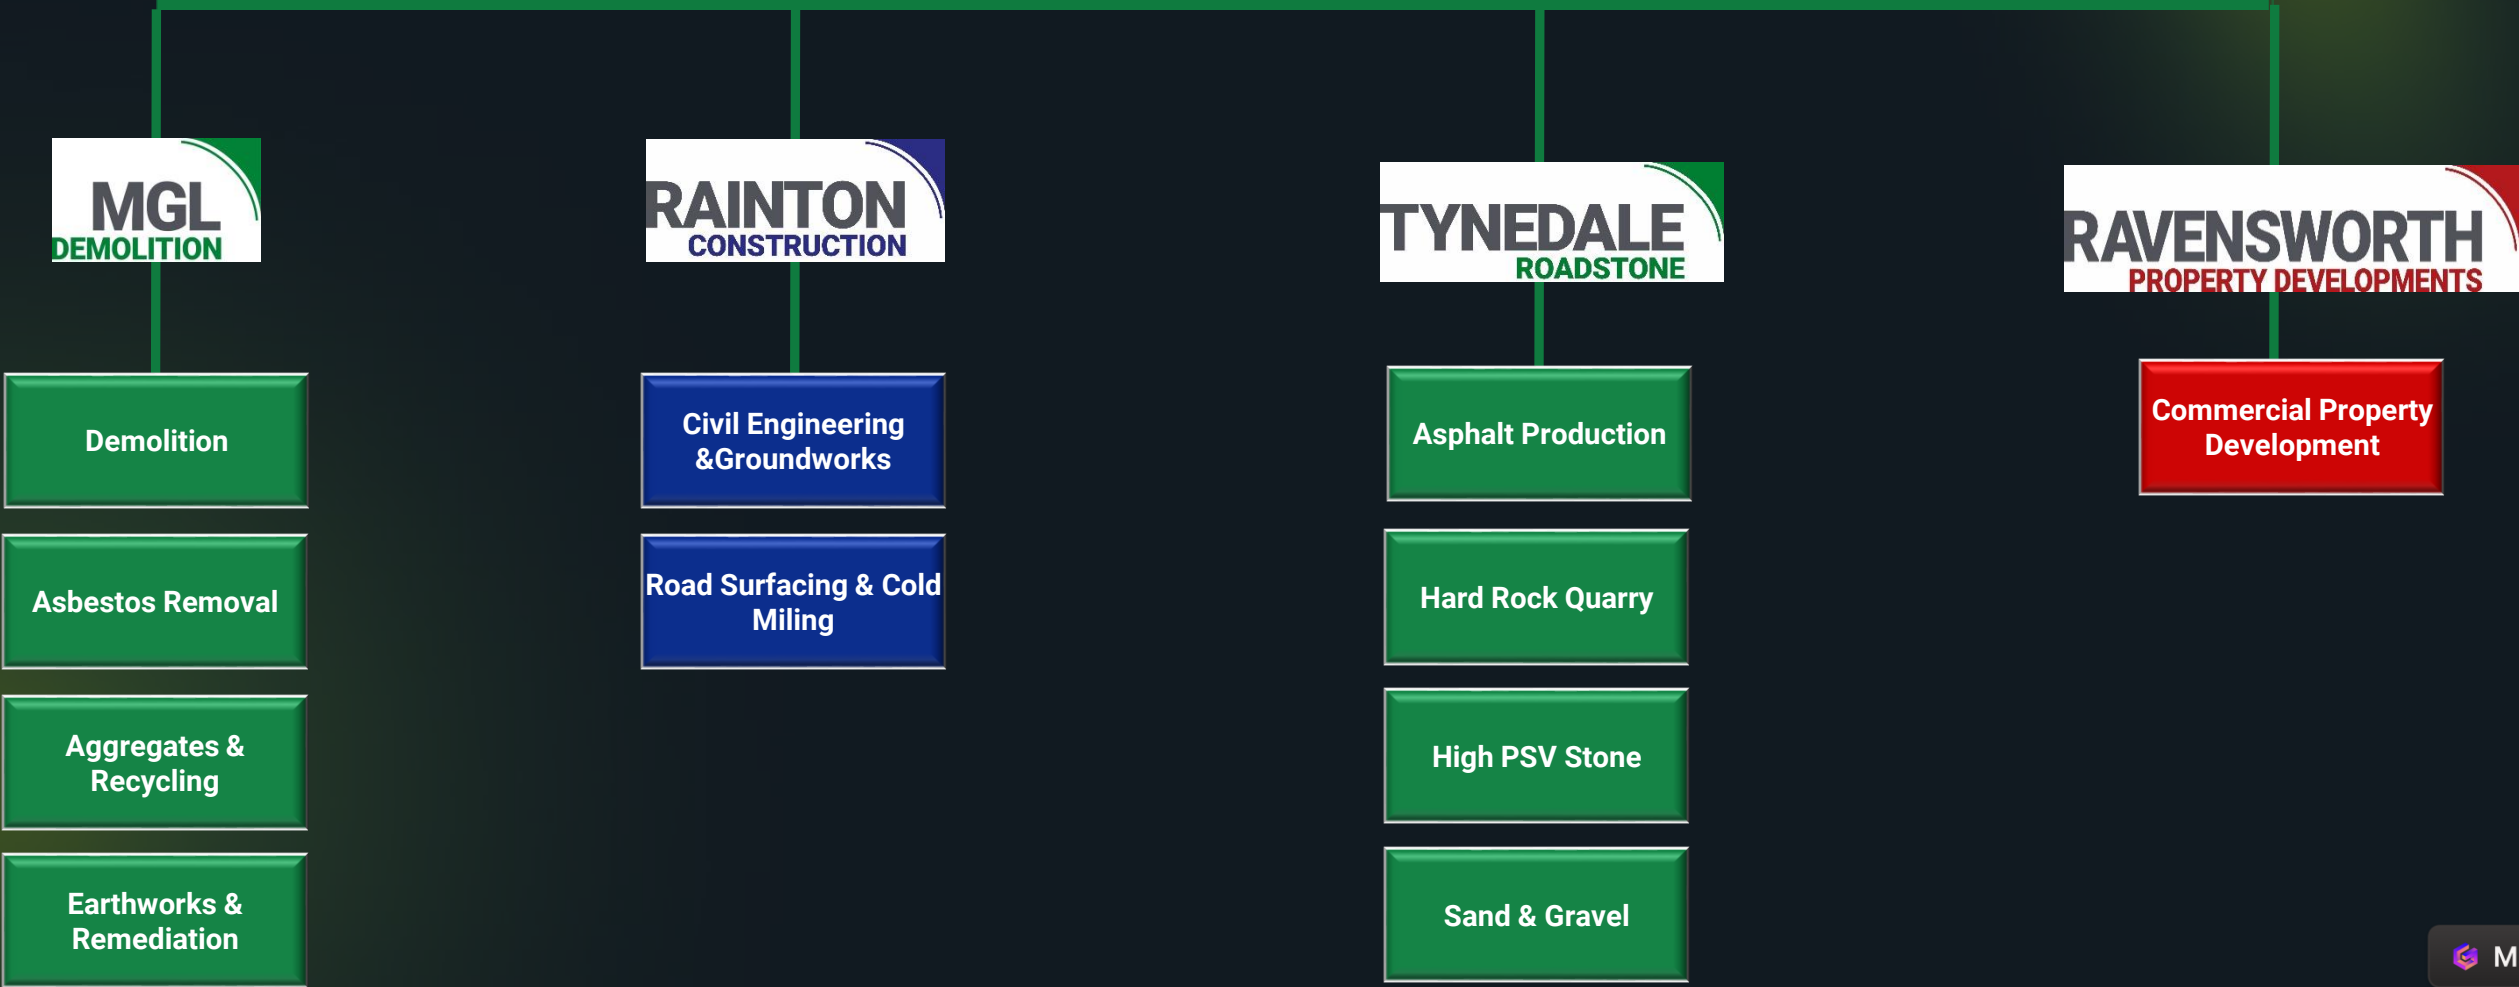 MGL
DEMOLITION
RAINTON
CONSTRUCTION
TYNEDALE
ROADSTONE
RAVENSWORTH
PROPERTY DEVELOPMENTS
Demolition
Asbestos Removal
Aggregates &
Recycling
Earthworks &
Remediation
Civil Engineering
&Groundworks
Road Surfacing & Cold
Miling
Asphalt Production
Hard Rock Quarry
High PSV Stone
Sand & Gravel
Commercial Property
Development
M